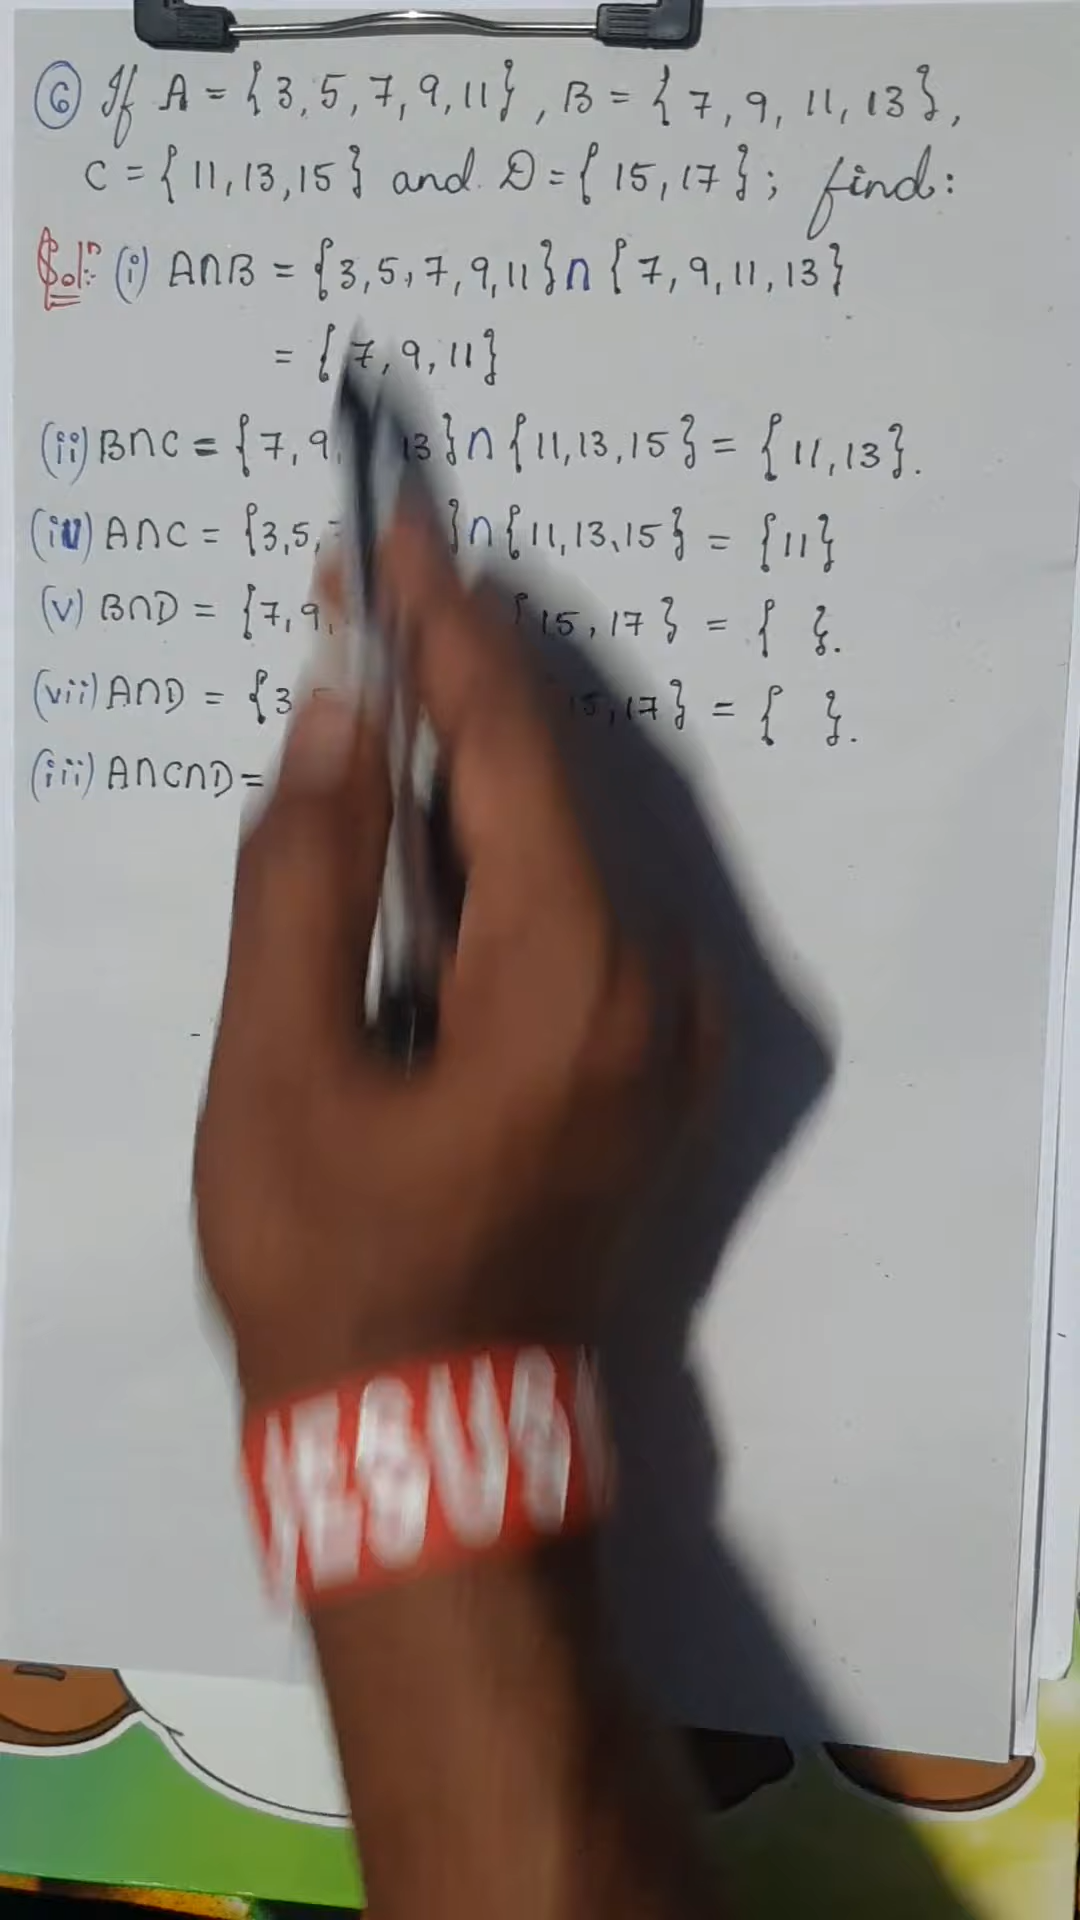 6 If A = {3, 5, 7, 9, 11}, B = {7, 9, 11, 13},
C = {11, 13, 15} and D = {15, 17}; find:
Solⁿ: (i) A∩B = {3, 5, 7, 9, 11} ∩ {7, 9, 11, 13}
= {7, 9, 11}
(ii) B∩C = {7, 9, 13} ∩ {11, 13, 15} = {11, 13}.
(iv) A∩C = {3, 5, } ∩ {11, 13, 15} = {11}
(v) B∩D = {7, 9, {15, 17} = { }.
(vii) A∩D = {3, 5 15, 17} = { }.
(iii) A∩C∩D =
JESUS